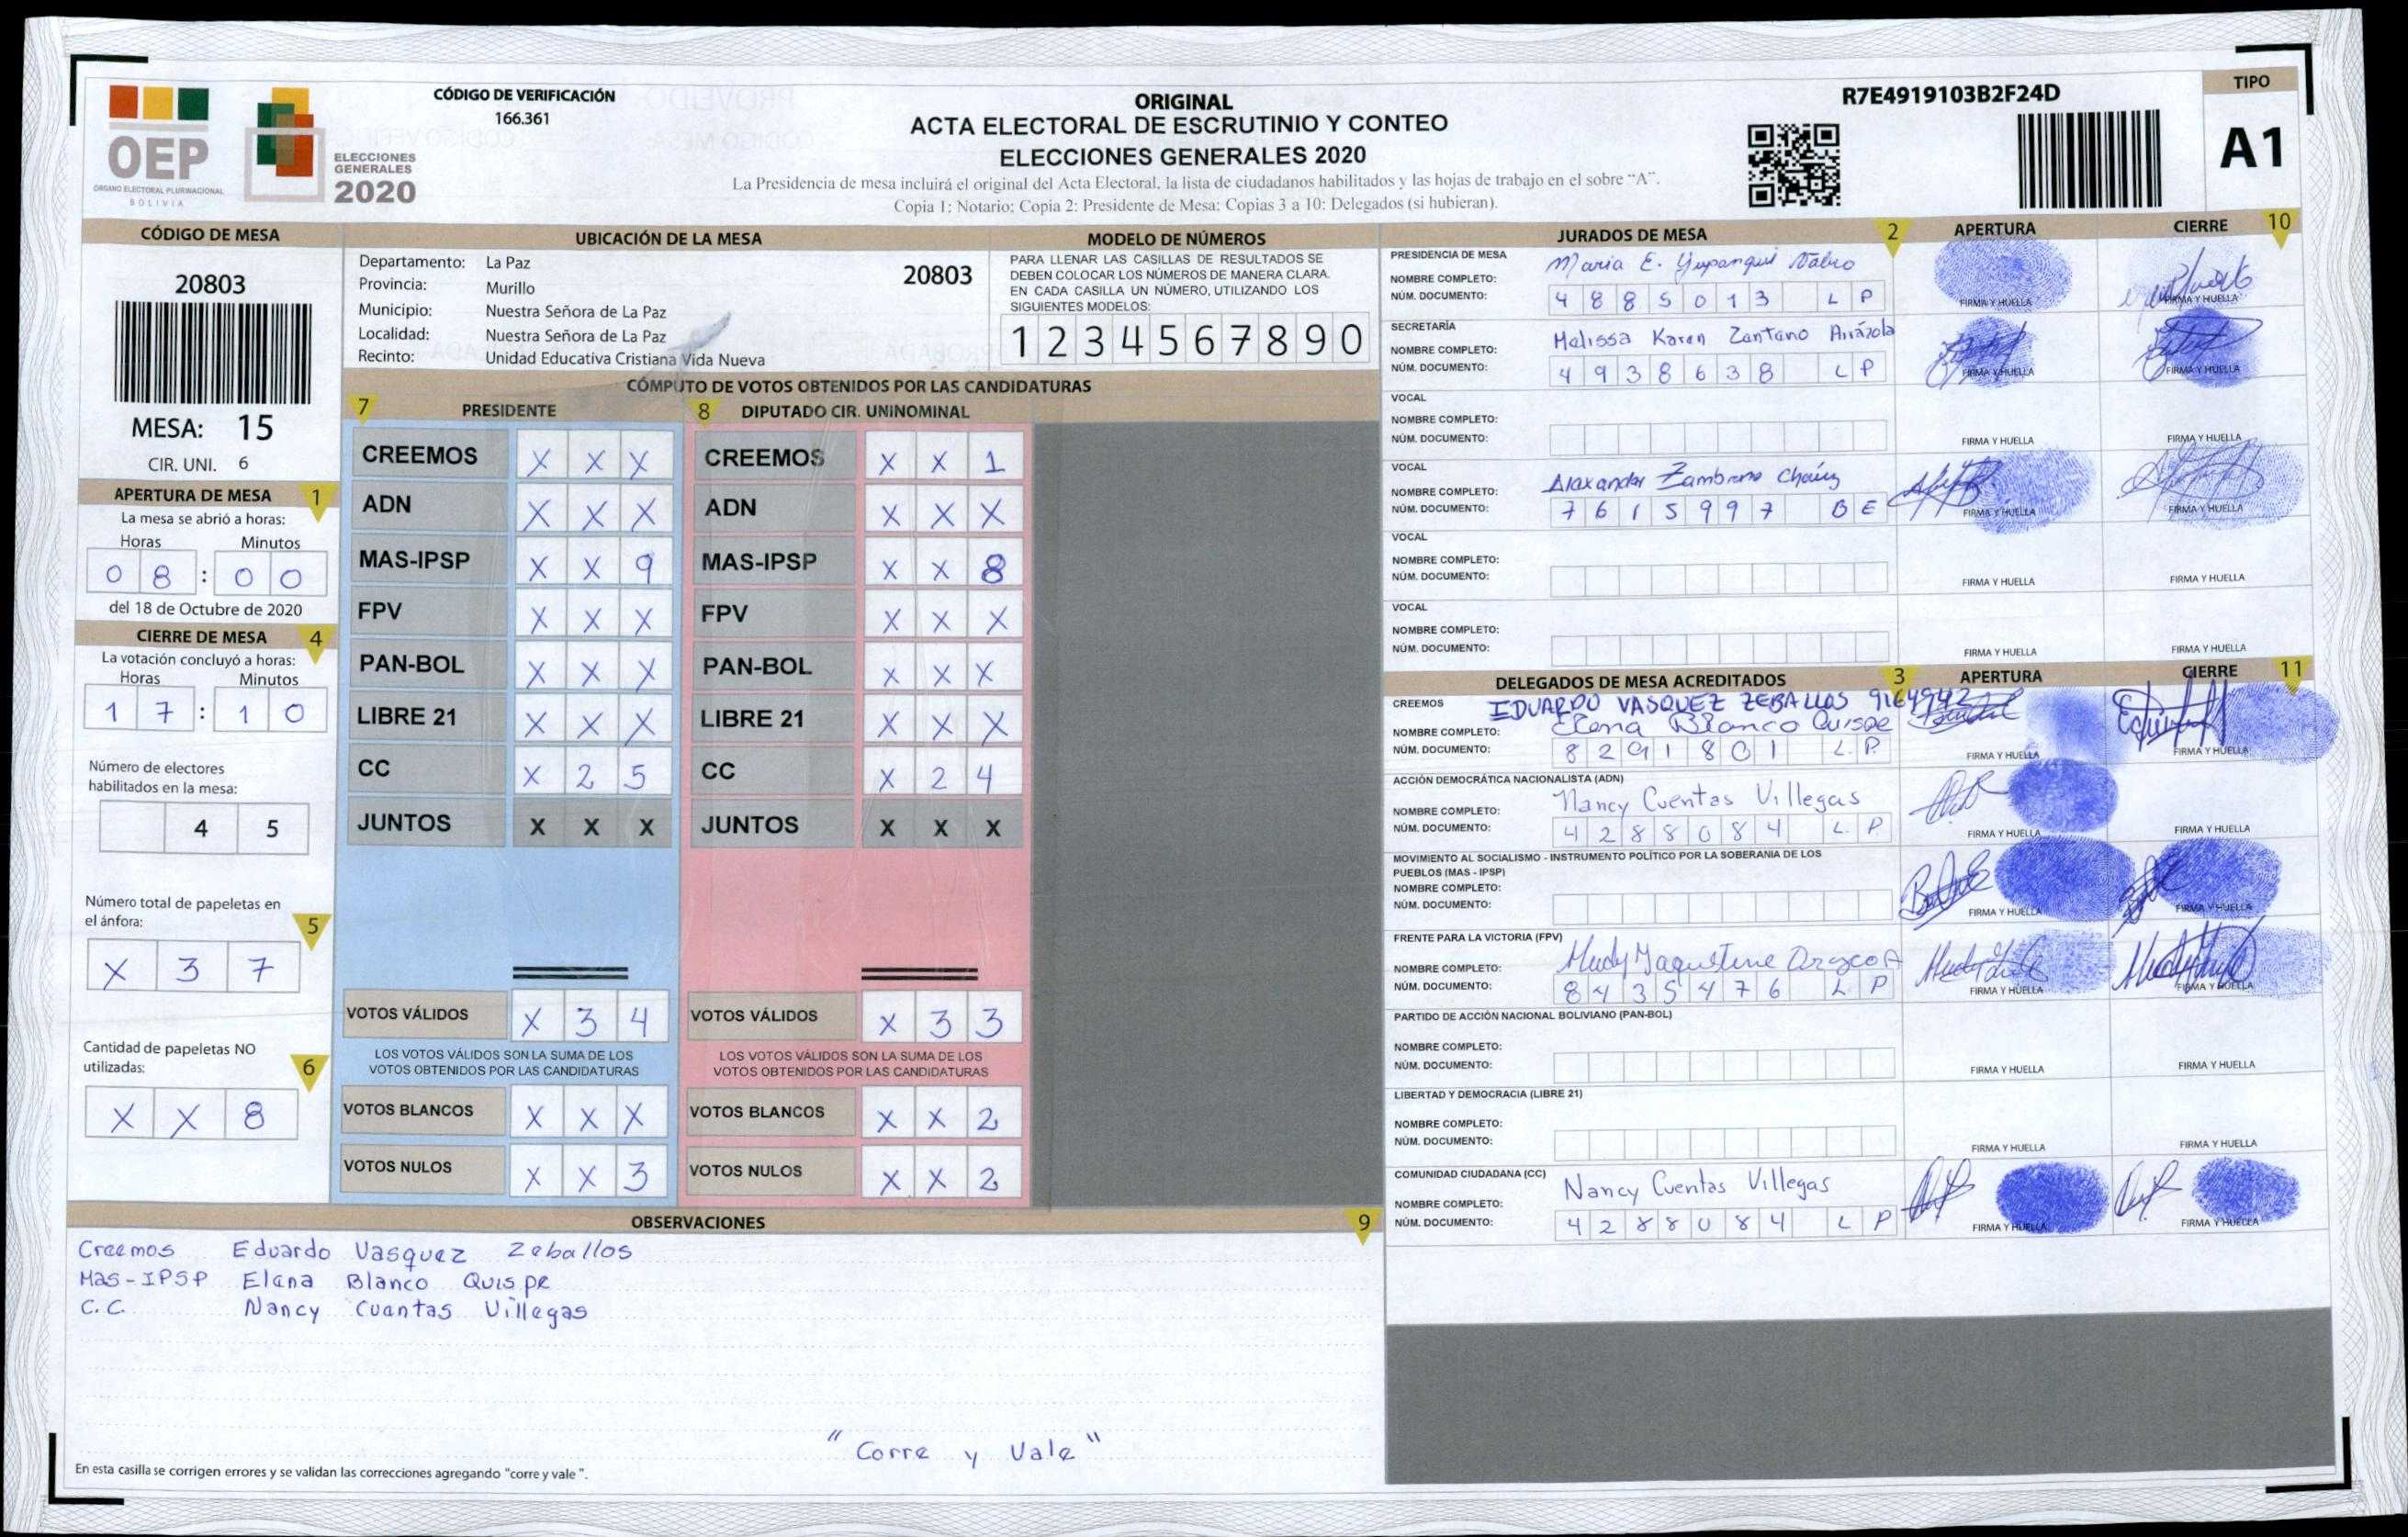 OEP
ÓRGANO ELECTORAL PLURINACIONAL
BOLIVIA
ELECCIONES
GENERALES
2020
CÓDIGO DE VERIFICACIÓN
166.361
ORIGINAL
ACTA ELECTORAL DE ESCRUTINIO Y CONTEO
ELECCIONES GENERALES 2020
La Presidencia de mesa incluirá el original del Acta Electoral, la lista de ciudadanos habilitados y las hojas de trabajo en el sobre “A”.
Copia 1: Notario; Copia 2: Presidente de Mesa; Copias 3 a 10: Delegados (si hubieran).
R7E4919103B2F24D
TIPO
A1
CÓDIGO DE MESA
20803
MESA: 15
CIR. UNI. 6
APERTURA DE MESA 1
La mesa se abrió a horas:
Horas Minutos
0 8 : 0 0
del 18 de Octubre de 2020
CIERRE DE MESA 4
La votación concluyó a horas:
Horas Minutos
1 7 : 1 0
Número de electores
habilitados en la mesa:
4 5
Número total de papeletas en
el ánfora: 5
X 3 7
Cantidad de papeletas NO
utilizadas: 6
X X 8
UBICACIÓN DE LA MESA
Departamento: La Paz 20803
Provincia: Murillo
Municipio: Nuestra Señora de La Paz
Localidad: Nuestra Señora de La Paz
Recinto: Unidad Educativa Cristiana Vida Nueva
MODELO DE NÚMEROS
PARA LLENAR LAS CASILLAS DE RESULTADOS SE
DEBEN COLOCAR LOS NÚMEROS DE MANERA CLARA.
EN CADA CASILLA UN NÚMERO, UTILIZANDO LOS
SIGUIENTES MODELOS:
1 2 3 4 5 6 7 8 9 0
CÓMPUTO DE VOTOS OBTENIDOS POR LAS CANDIDATURAS
7 PRESIDENTE
CREEMOS X X X
ADN X X X
MAS-IPSP X X 9
FPV X X X
PAN-BOL X X X
LIBRE 21 X X X
CC X 2 5
JUNTOS X X X
VOTOS VÁLIDOS X 3 4
LOS VOTOS VÁLIDOS SON LA SUMA DE LOS
VOTOS OBTENIDOS POR LAS CANDIDATURAS
VOTOS BLANCOS X X X
VOTOS NULOS X X 3
8 DIPUTADO CIR. UNINOMINAL
CREEMOS X X 1
ADN X X X
MAS-IPSP X X 8
FPV X X X
PAN-BOL X X X
LIBRE 21 X X X
CC X 2 4
JUNTOS X X X
VOTOS VÁLIDOS X 3 3
LOS VOTOS VÁLIDOS SON LA SUMA DE LOS
VOTOS OBTENIDOS POR LAS CANDIDATURAS
VOTOS BLANCOS X X 2
VOTOS NULOS X X 2
OBSERVACIONES 9
Creemos Eduardo Vasquez Zeballos
Mas-IPSP Elena Blanco Quispe
C.C. Nancy Cuentas Villegas
"Corre y Vale"
En esta casilla se corrigen errores y se validan las correcciones agregando "corre y vale".
JURADOS DE MESA 2 APERTURA CIERRE 10
PRESIDENCIA DE MESA
NOMBRE COMPLETO: Maria E. Yupanqui
NÚM. DOCUMENTO: 4 8 8 5 0 1 3 L P
FIRMA Y HUELLA FIRMA Y HUELLA
SECRETARÍA
NOMBRE COMPLETO: Melissa Karen Zentano
NÚM. DOCUMENTO: 4 9 3 8 6 3 8 L P
FIRMA Y HUELLA FIRMA Y HUELLA
VOCAL
NOMBRE COMPLETO:
NÚM. DOCUMENTO:
FIRMA Y HUELLA FIRMA Y HUELLA
VOCAL
NOMBRE COMPLETO: Alexander Zambrano
NÚM. DOCUMENTO: 7 6 1 5 9 9 7 B E
FIRMA Y HUELLA FIRMA Y HUELLA
VOCAL
NOMBRE COMPLETO:
NÚM. DOCUMENTO:
FIRMA Y HUELLA FIRMA Y HUELLA
VOCAL
NOMBRE COMPLETO:
NÚM. DOCUMENTO:
FIRMA Y HUELLA FIRMA Y HUELLA
DELEGADOS DE MESA ACREDITADOS 3 APERTURA CIERRE 11
CREEMOS EDUARDO VASQUEZ ZEBALLOS 9164942
NOMBRE COMPLETO: Elena Blanco Quispe
NÚM. DOCUMENTO: 8 2 9 1 8 0 1 L. P.
FIRMA Y HUELLA FIRMA Y HUELLA
ACCIÓN DEMOCRÁTICA NACIONALISTA (ADN)
NOMBRE COMPLETO: Nancy Cuentas Villegas
NÚM. DOCUMENTO: 4 2 8 8 0 8 4 L. P.
FIRMA Y HUELLA FIRMA Y HUELLA
MOVIMIENTO AL SOCIALISMO - INSTRUMENTO POLÍTICO POR LA SOBERANIA DE LOS
PUEBLOS (MAS - IPSP)
NOMBRE COMPLETO:
NÚM. DOCUMENTO:
FIRMA Y HUELLA FIRMA Y HUELLA
FRENTE PARA LA VICTORIA (FPV)
NOMBRE COMPLETO:
NÚM. DOCUMENTO: 8 4 3 5 4 7 6 L P
FIRMA Y HUELLA FIRMA Y HUELLA
PARTIDO DE ACCIÓN NACIONAL BOLIVIANO (PAN-BOL)
NOMBRE COMPLETO:
NÚM. DOCUMENTO:
FIRMA Y HUELLA FIRMA Y HUELLA
LIBERTAD Y DEMOCRACIA (LIBRE 21)
NOMBRE COMPLETO:
NÚM. DOCUMENTO:
FIRMA Y HUELLA FIRMA Y HUELLA
COMUNIDAD CIUDADANA (CC)
NOMBRE COMPLETO: Nancy Cuentas Villegas
NÚM. DOCUMENTO: 4 2 8 8 0 8 4 L P
FIRMA Y HUELLA FIRMA Y HUELLA